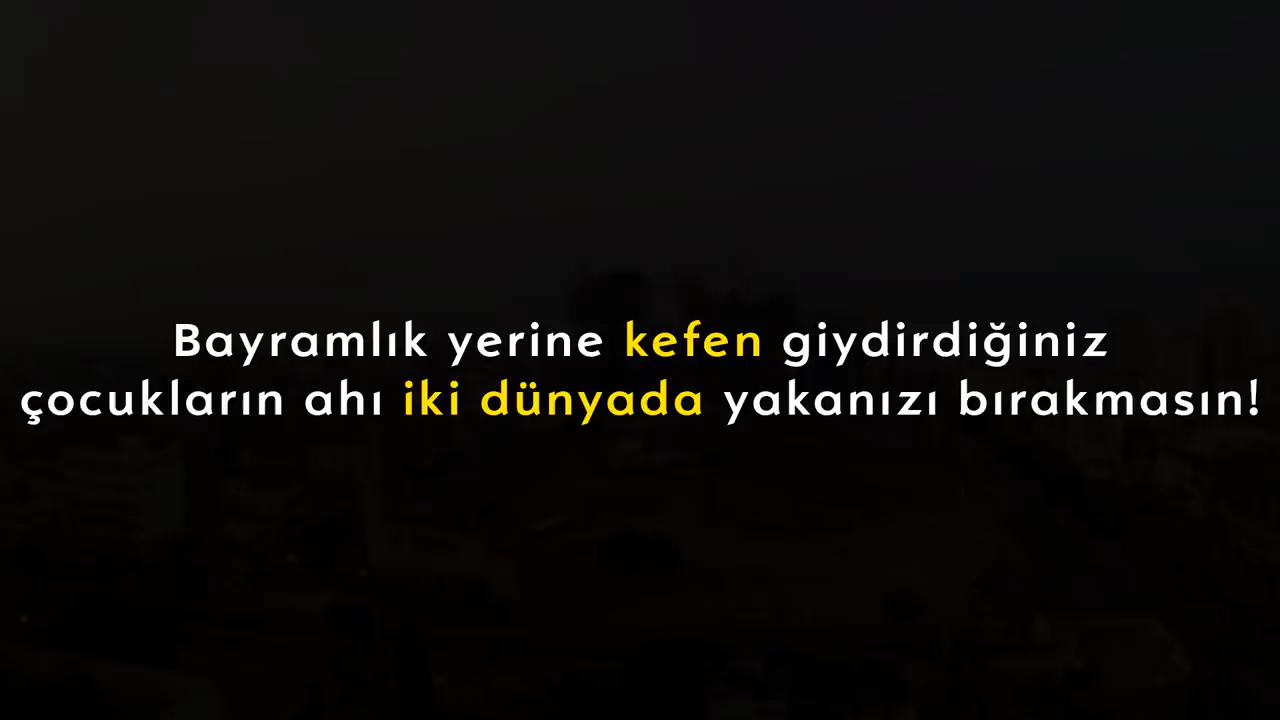 Bayramlık yerine kefen giydirdiğiniz
çocukların ahı iki dünyada yakanızı bırakmasın!